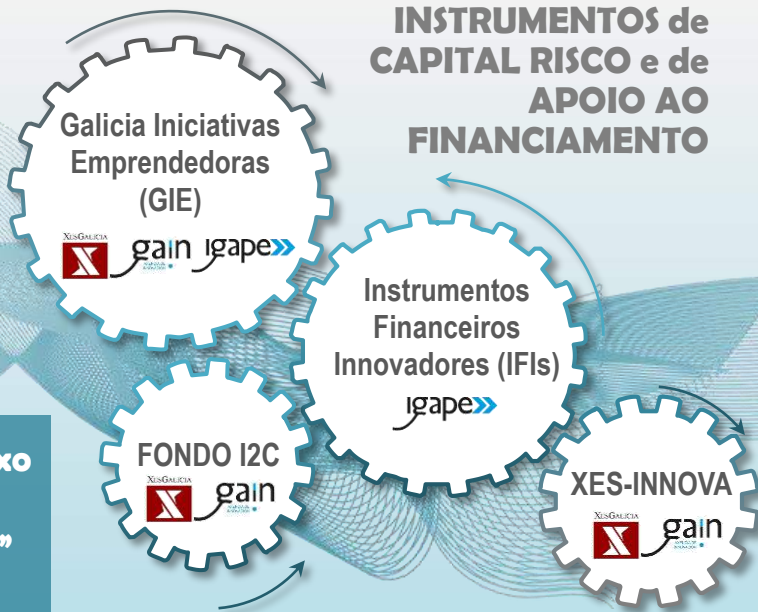 INSTRUMENTOS de
CAPITAL RISCO e de
APOIO AO
FINANCIAMENTO
Galicia Iniciativas
Emprendedoras
(GIE)
XESGALICIA
X
gain
igape»
Instrumentos
Financeiros
Innovadores (IFIs)
igape»
FONDO I2C
XESGALICIA
X
gain
XES-INNOVA
XESGALICIA
X
gain
xo
”